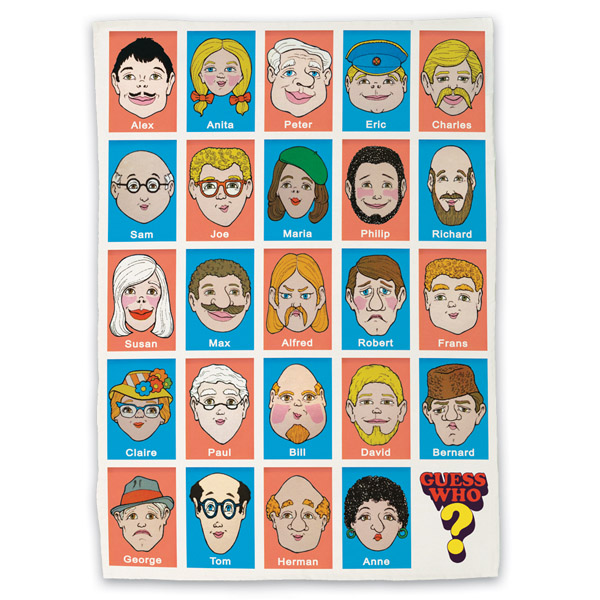 Alex Anita Peter Eric Charles
Sam Joe Maria Philip Richard
Susan Max Alfred Robert Frans
Claire Paul Bill David Bernard
George Tom Herman Anne
GUESS
WHO
?